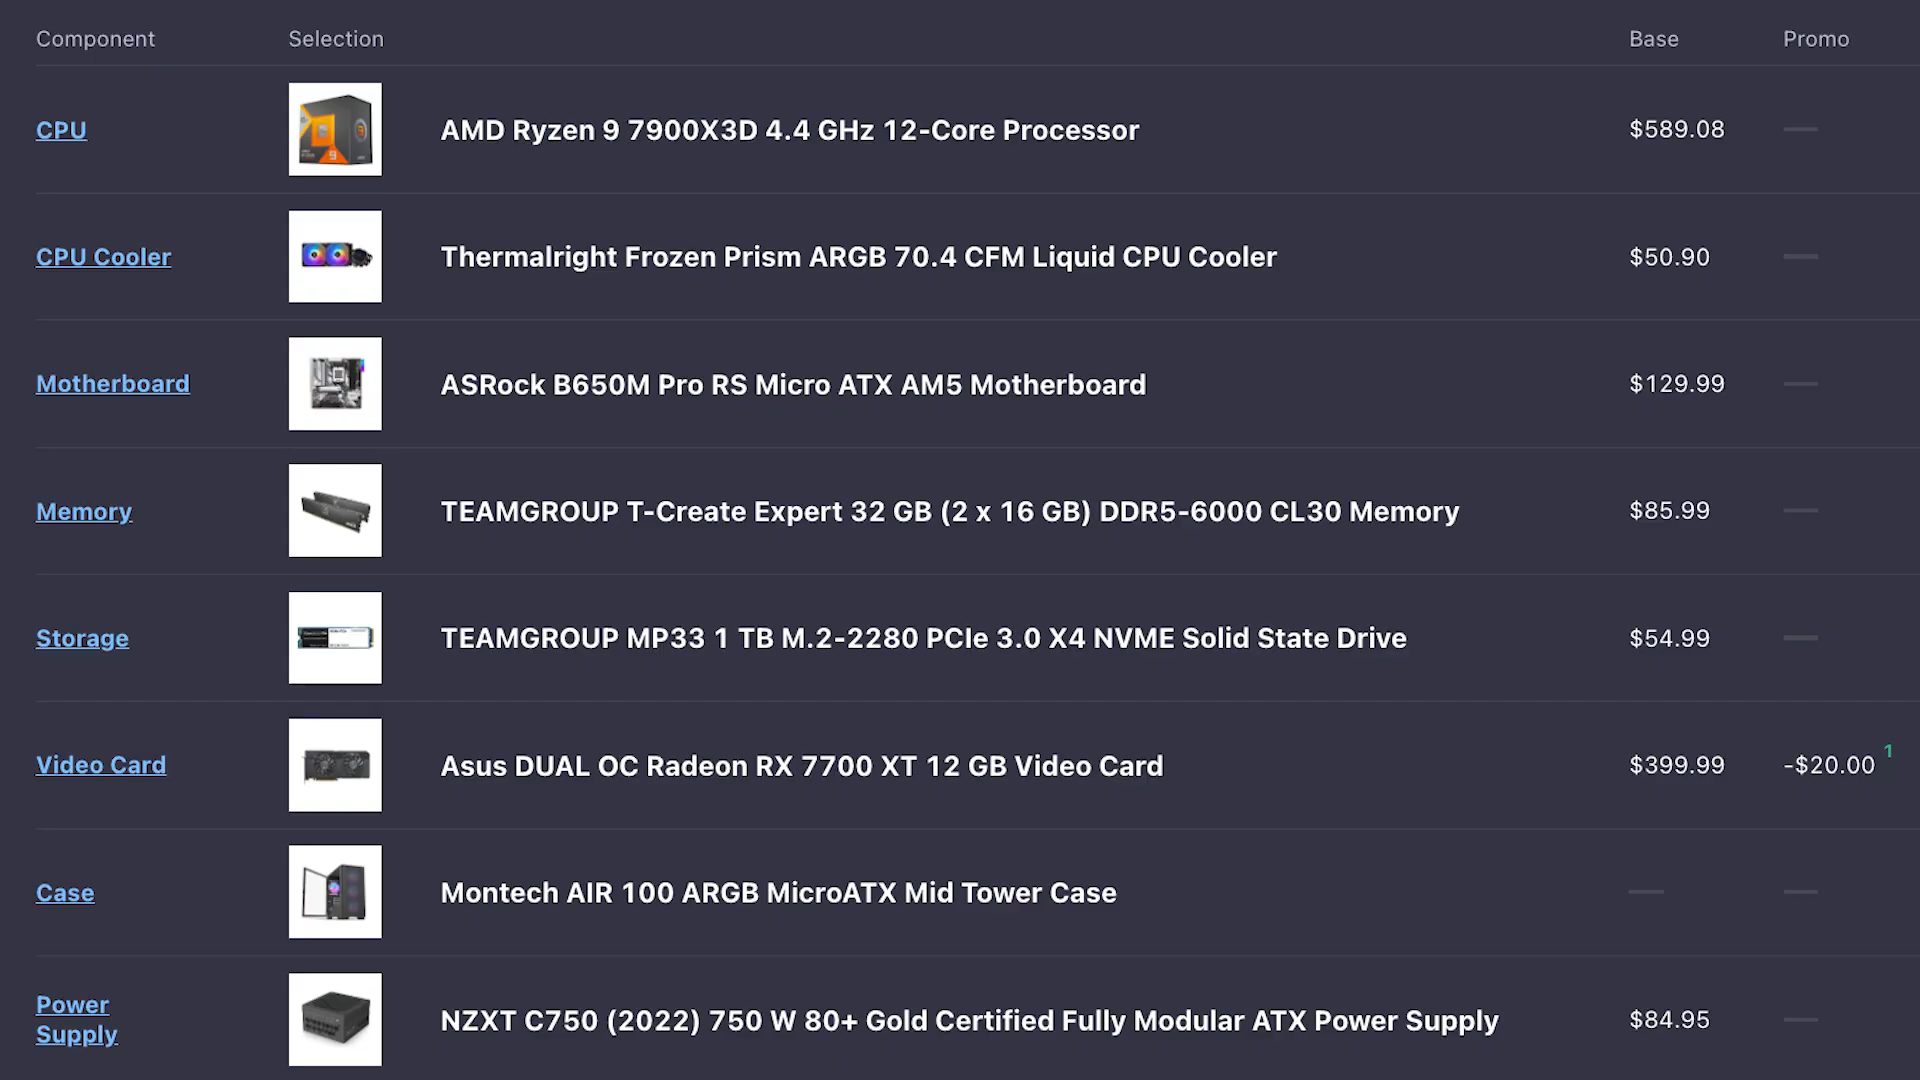 Component Selection Base Promo
CPU AMD Ryzen 9 7900X3D 4.4 GHz 12-Core Processor $589.08 —
CPU Cooler Thermalright Frozen Prism ARGB 70.4 CFM Liquid CPU Cooler $50.90 —
Motherboard ASRock B650M Pro RS Micro ATX AM5 Motherboard $129.99 —
Memory TEAMGROUP T-Create Expert 32 GB (2 x 16 GB) DDR5-6000 CL30 Memory $85.99 —
Storage TEAMGROUP MP33 1 TB M.2-2280 PCIe 3.0 X4 NVME Solid State Drive $54.99 —
Video Card Asus DUAL OC Radeon RX 7700 XT 12 GB Video Card $399.99 -$20.00 1
Case Montech AIR 100 ARGB MicroATX Mid Tower Case — —
Power
Supply NZXT C750 (2022) 750 W 80+ Gold Certified Fully Modular ATX Power Supply $84.95 —